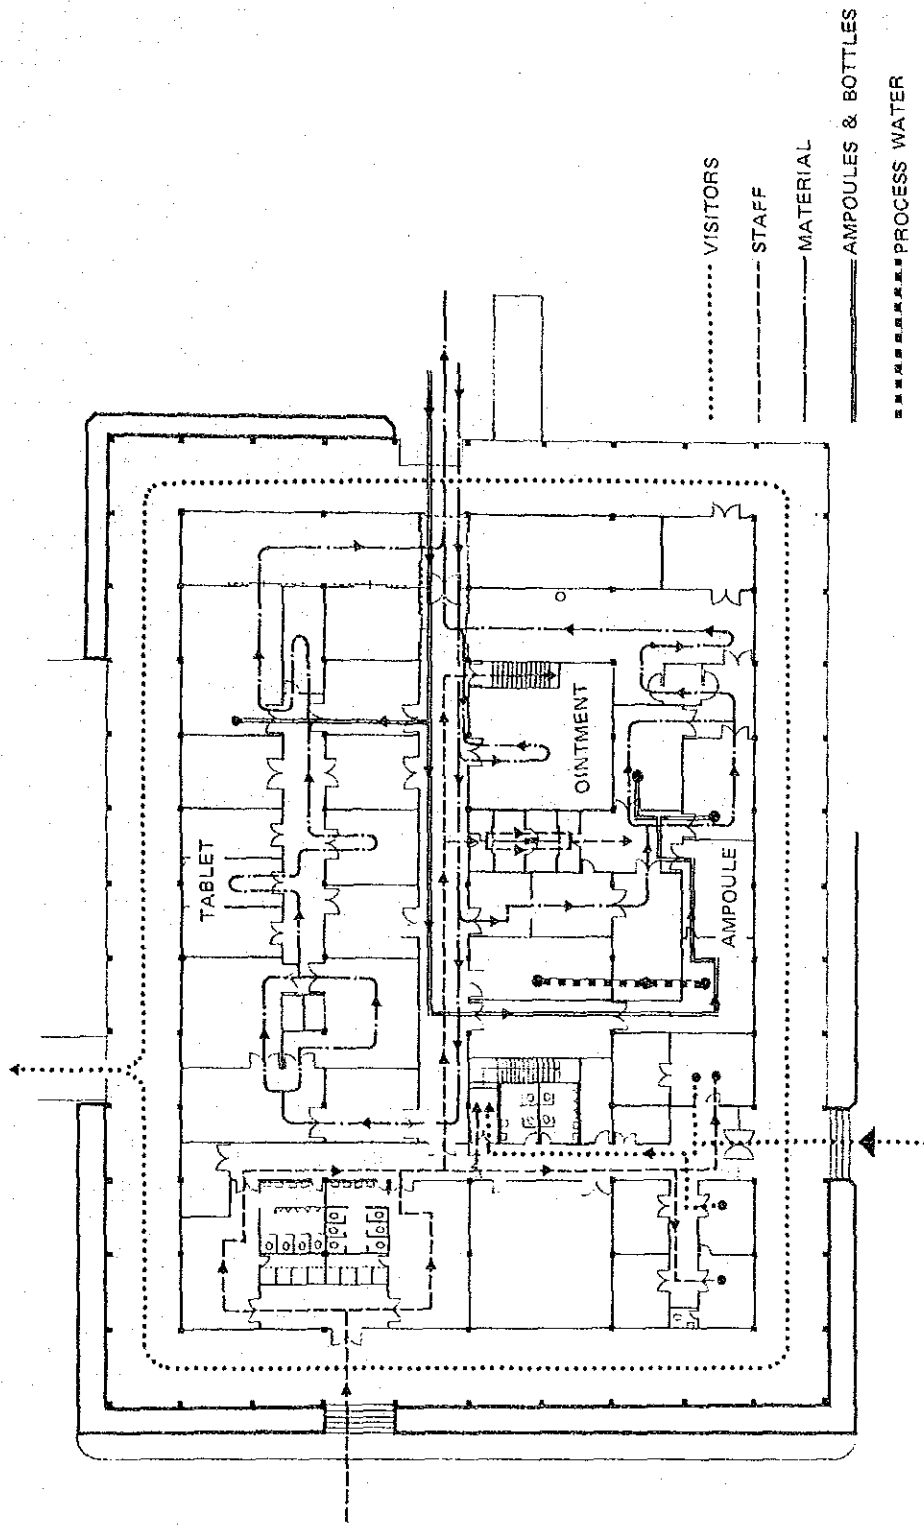 TABLET
OINTMENT
AMPOULE
VISITORS
STAFF
MATERIAL
AMPOULES & BOTTLES
PROCESS WATER